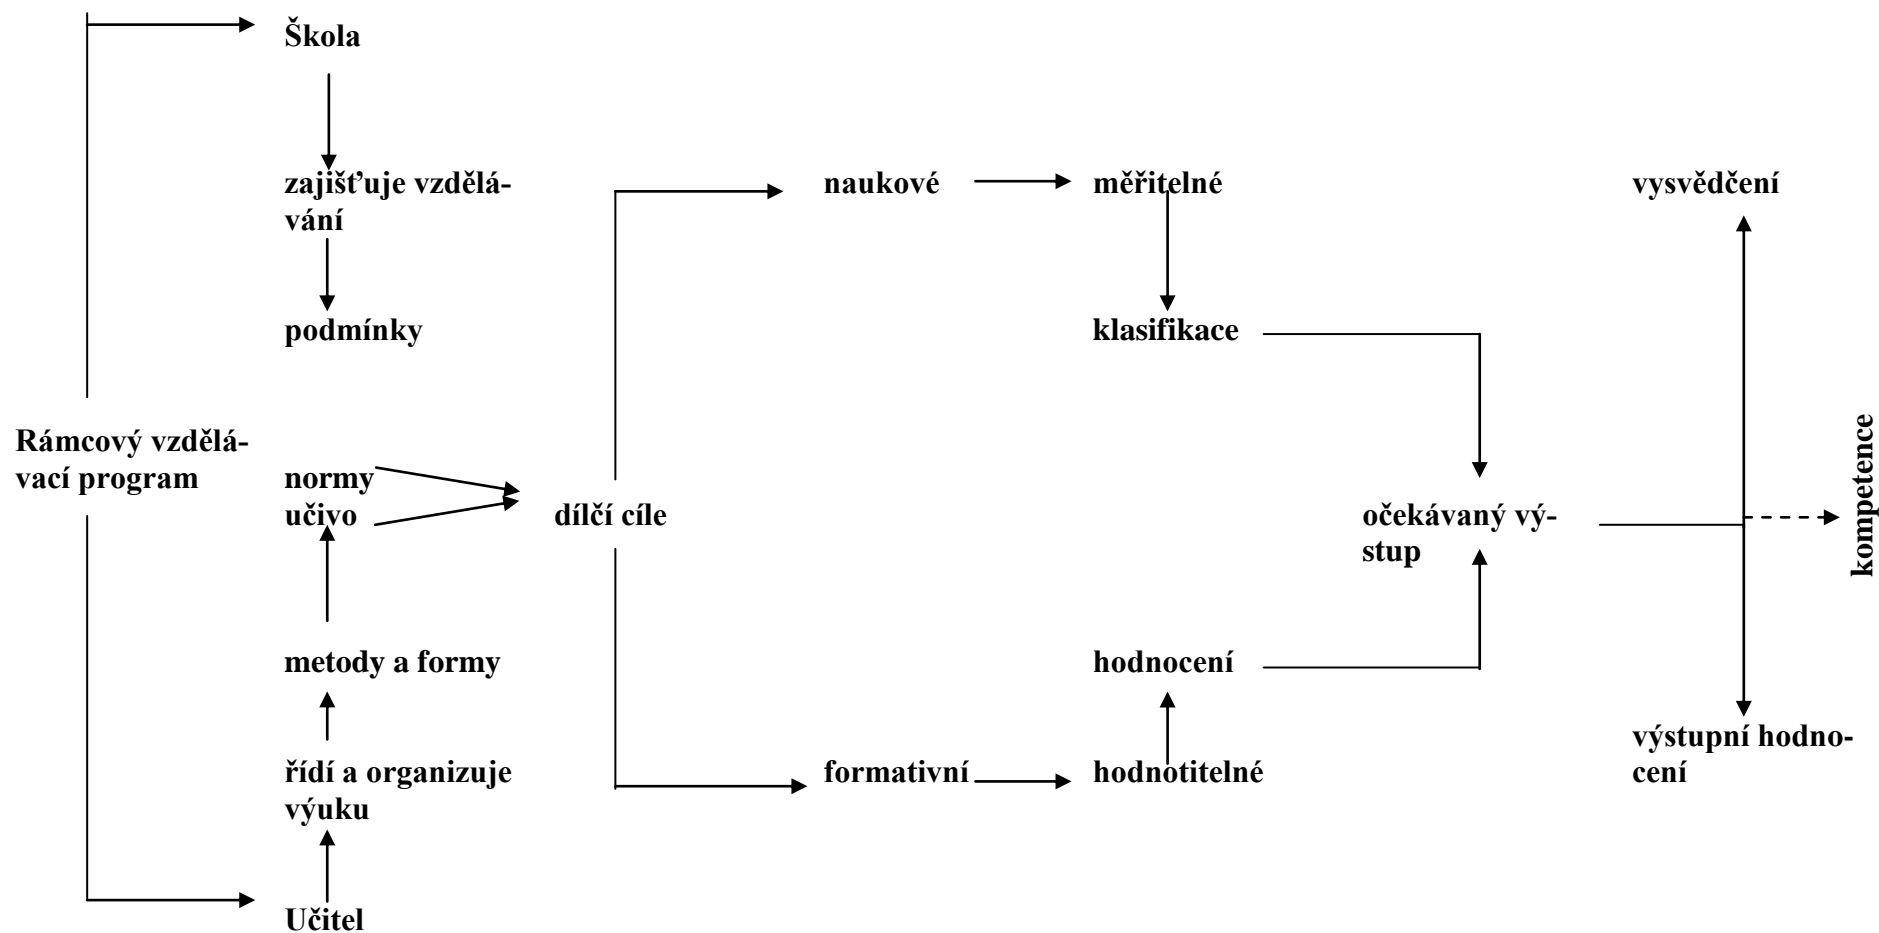 Škola
zajišťuje vzdělá-
vání
naukové
měřitelné
vysvědčení
podmínky
klasifikace
Rámcový vzdělá-
vací program
normy
učivo
dílčí cíle
očekávaný vý-
stup
kompetence
metody a formy
hodnocení
řídí a organizuje
výuku
formativní
hodnotitelné
výstupní hodno-
cení
Učitel